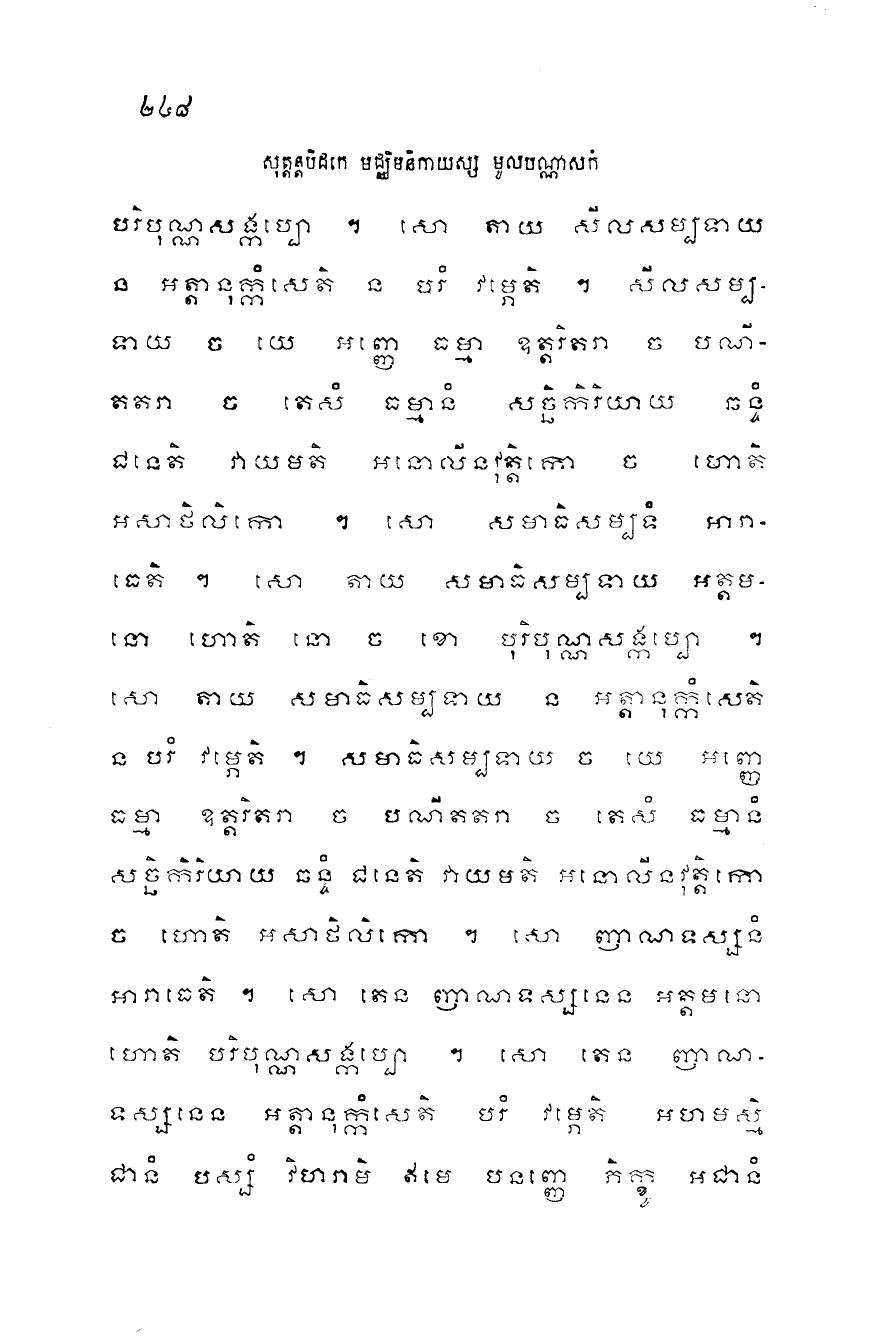 ២៤៨
សុត្តន្តបិដកេ មជ្ឈិមនិកាយស្ស មូលបណ្ណាសកំ
បរិបុណ្ណសង្កប្បោ ។ សោ តាយ សីលសម្បទាយ
ន អត្តានុក្កំសេតិ ន បរំ វម្ភេតិ ។ សីលសម្ប-
ទាយ ច យេ អញ្ញេ ធម្មា ឧត្តរិតរា ច បណី-
តតរា ច តេសំ ធម្មានំ សច្ឆិកិរិយាយ ឆន្ទំ
ជនេតិ វាយមតិ អនោលីនវុត្តិកោ ច ហោតិ
អសាថិលិកោ ។ សោ សមាធិសម្បទំ អារា-
ធេតិ ។ សោ តាយ សមាធិសម្បទាយ អត្តម-
នោ ហោតិ នោ ច ខោ បុរិបុណ្ណសង្កប្បោ ។
សោ តាយ សមាធិសម្បទាយ ន អត្តានុក្កំសេតិ
ន បរំ វម្ភេតិ ។ សមាធិសម្បទាយ ច យេ អញ្ញេ
ធម្មា ឧត្តរិតរា ច បណីតតរា ច តេសំ ធម្មានំ
សច្ឆិកិរិយាយ ឆន្ទំ ជនេតិ វាយមតិ អនោលីនវុត្តិកោ
ច ហោតិ អសាថិលិកោ ។ សោ ញាណទស្សនំ
អារាធេតិ ។ សោ តេន ញាណទស្សនេន អត្តមនោ
ហោតិ បរិបុណ្ណសង្កប្បោ ។ សោ តេន ញាណ-
ទស្សនេន អត្តានុក្កំសេតិ បរំ វម្ភេតិ អហមស្មិ
ជានំ បស្សំ វិហរាមិ ឥមេ បនញ្ញេ ភិក្ខូ អជានំ